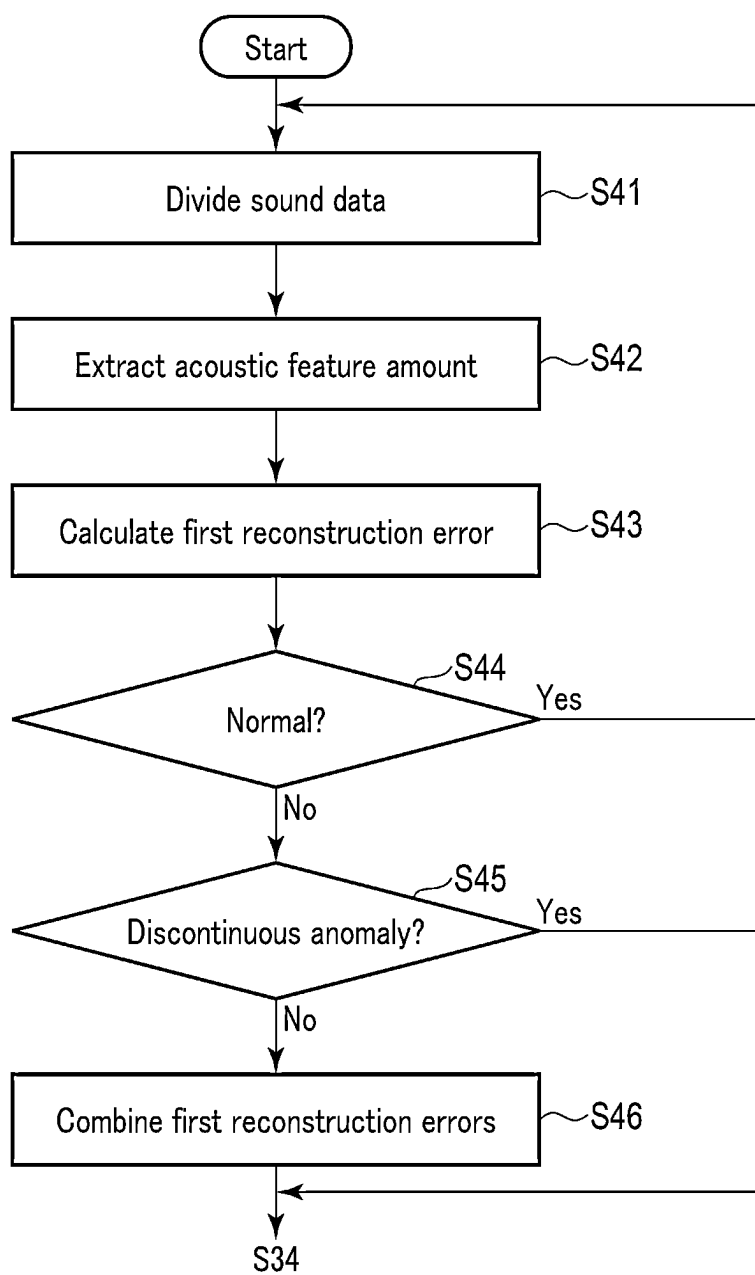 Start
Divide sound data
S41
Extract acoustic feature amount
S42
Calculate first reconstruction error
S43
S44
Normal?
Yes
No
S45
Discontinuous anomaly?
Yes
No
Combine first reconstruction errors
S46
S34